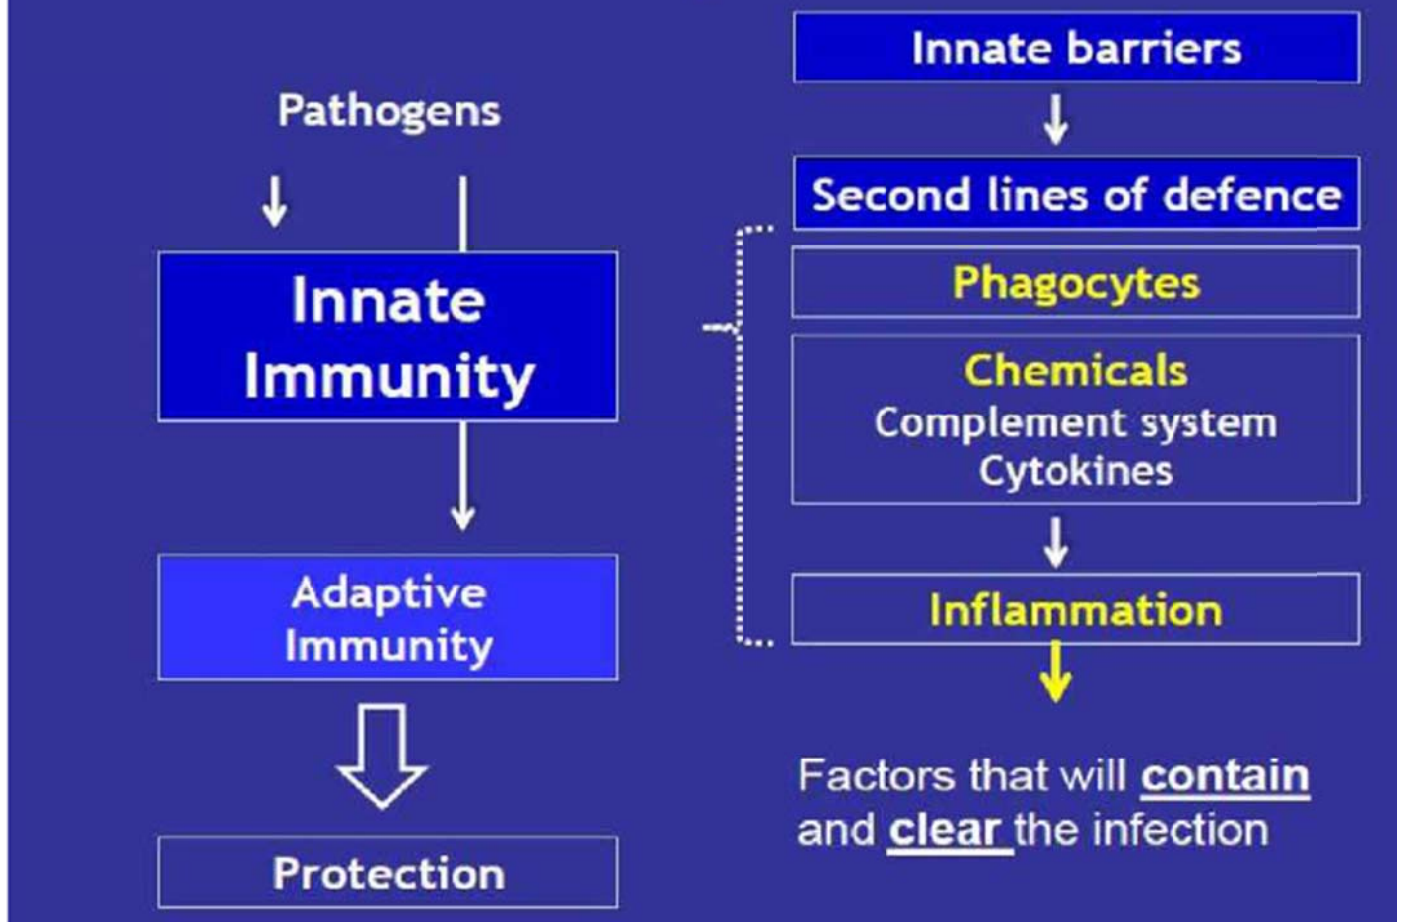 Pathogens
Innate
Immunity
Adaptive
Immunity
Protection
Innate barriers
Second lines of defence
Phagocytes
Chemicals
Complement system
Cytokines
Inflammation
Factors that will contain
and clear the infection